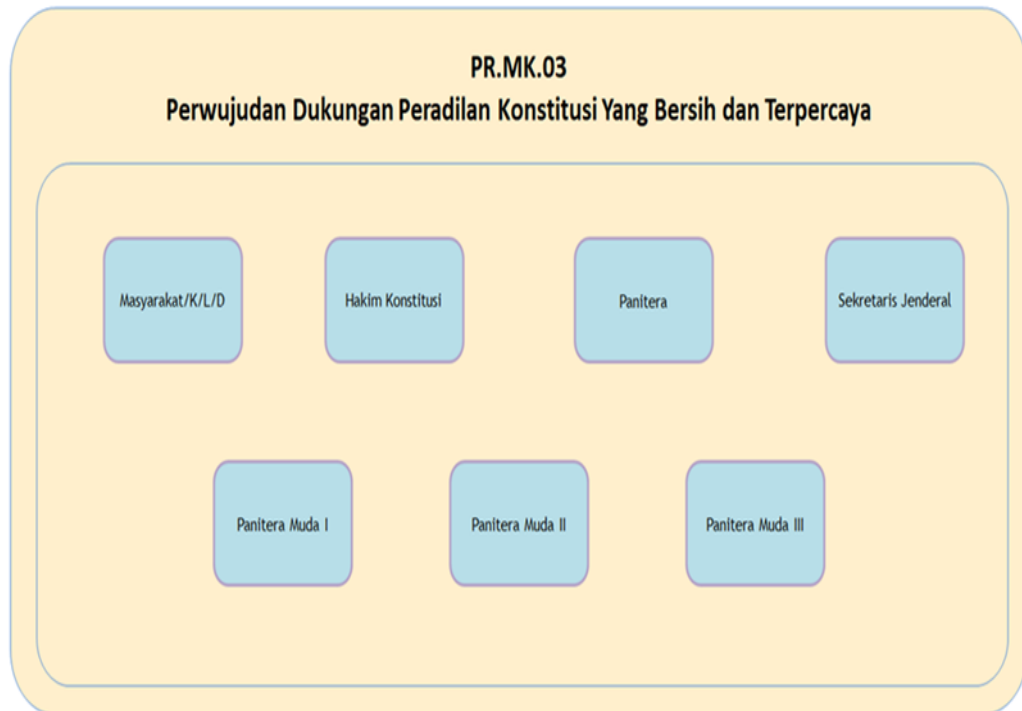 PR.MK.03
Perwujudan Dukungan Peradilan Konstitusi Yang Bersih dan Terpercaya
Masyarakat/K/L/D
Hakim Konstitusi
Panitera
Sekretaris Jenderal
Panitera Muda I
Panitera Muda II
Panitera Muda III